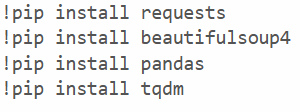 !pip install requests
!pip install beautifulsoup4
!pip install pandas
!pip install tqdm